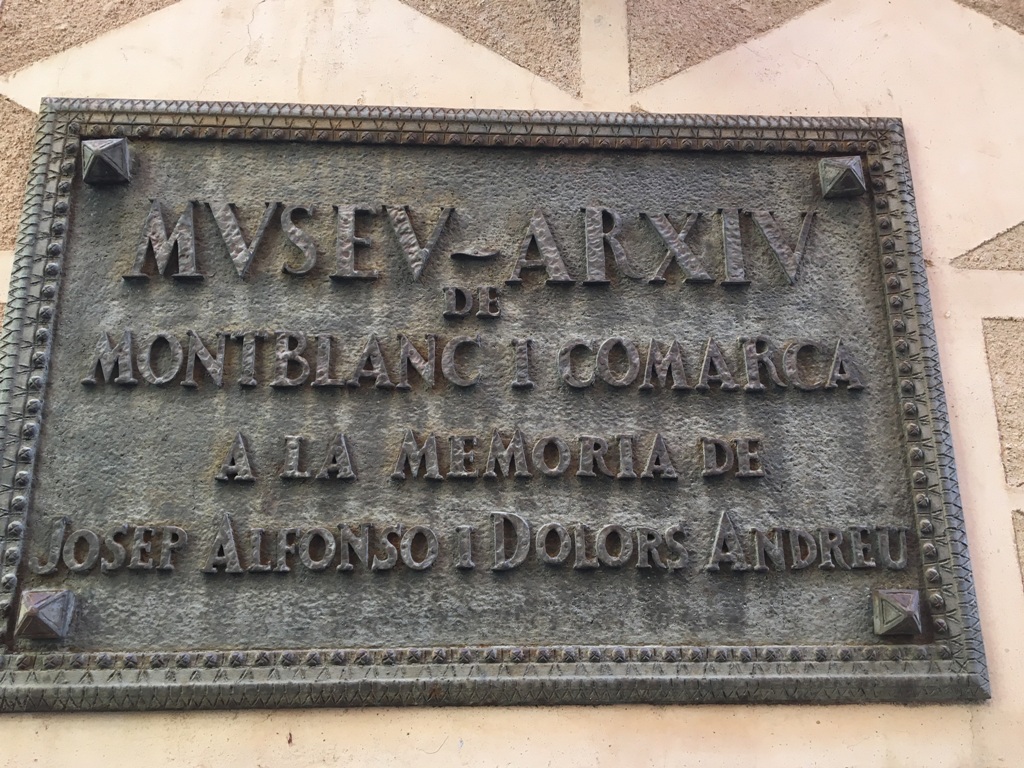 MVSEV-ARXIV
DE
MONTBLANC I COMARCA
A LA MEMORIA DE
JOSEP ALFONSO I DOLORS ANDREU